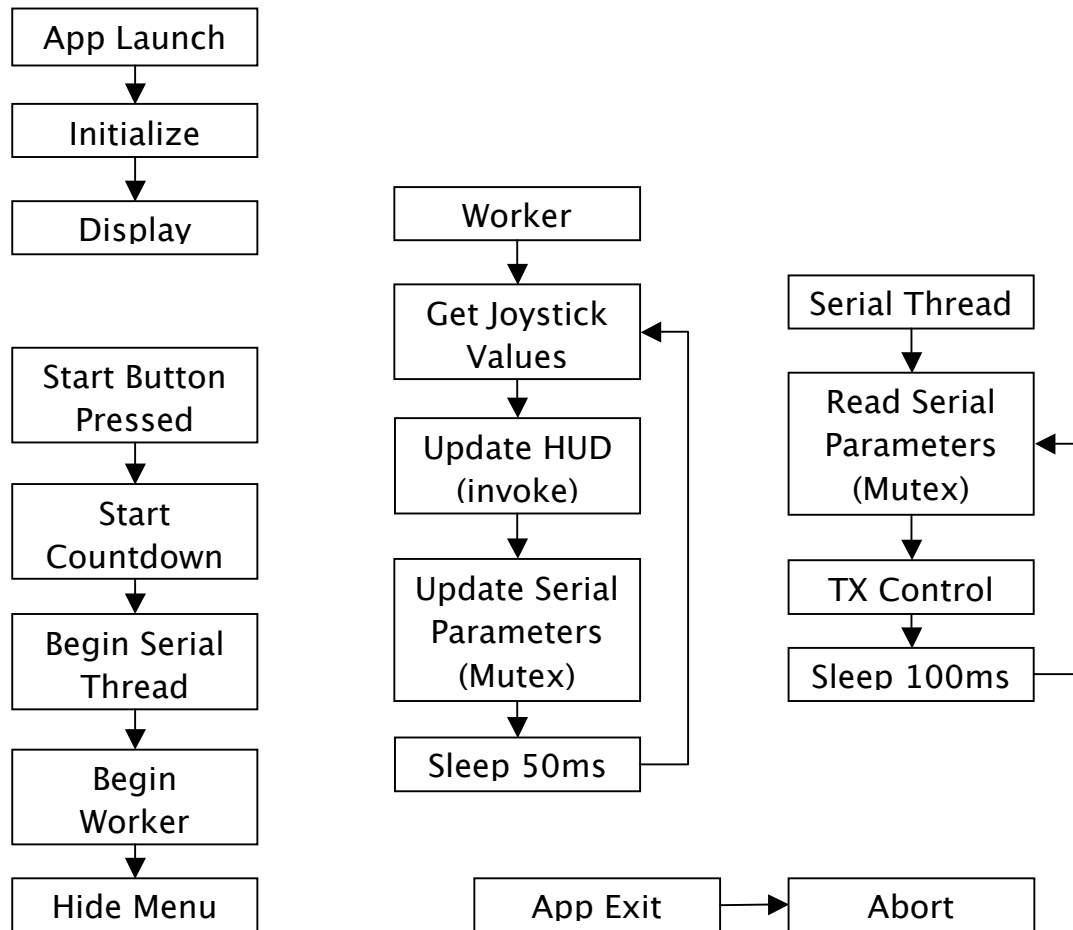 App Launch
Initialize
Display
Start Button
Pressed
Start
Countdown
Begin Serial
Thread
Begin
Worker
Hide Menu
Worker
Get Joystick
Values
Update HUD
(invoke)
Update Serial
Parameters
(Mutex)
Sleep 50ms
Serial Thread
Read Serial
Parameters
(Mutex)
TX Control
Sleep 100ms
App Exit
Abort